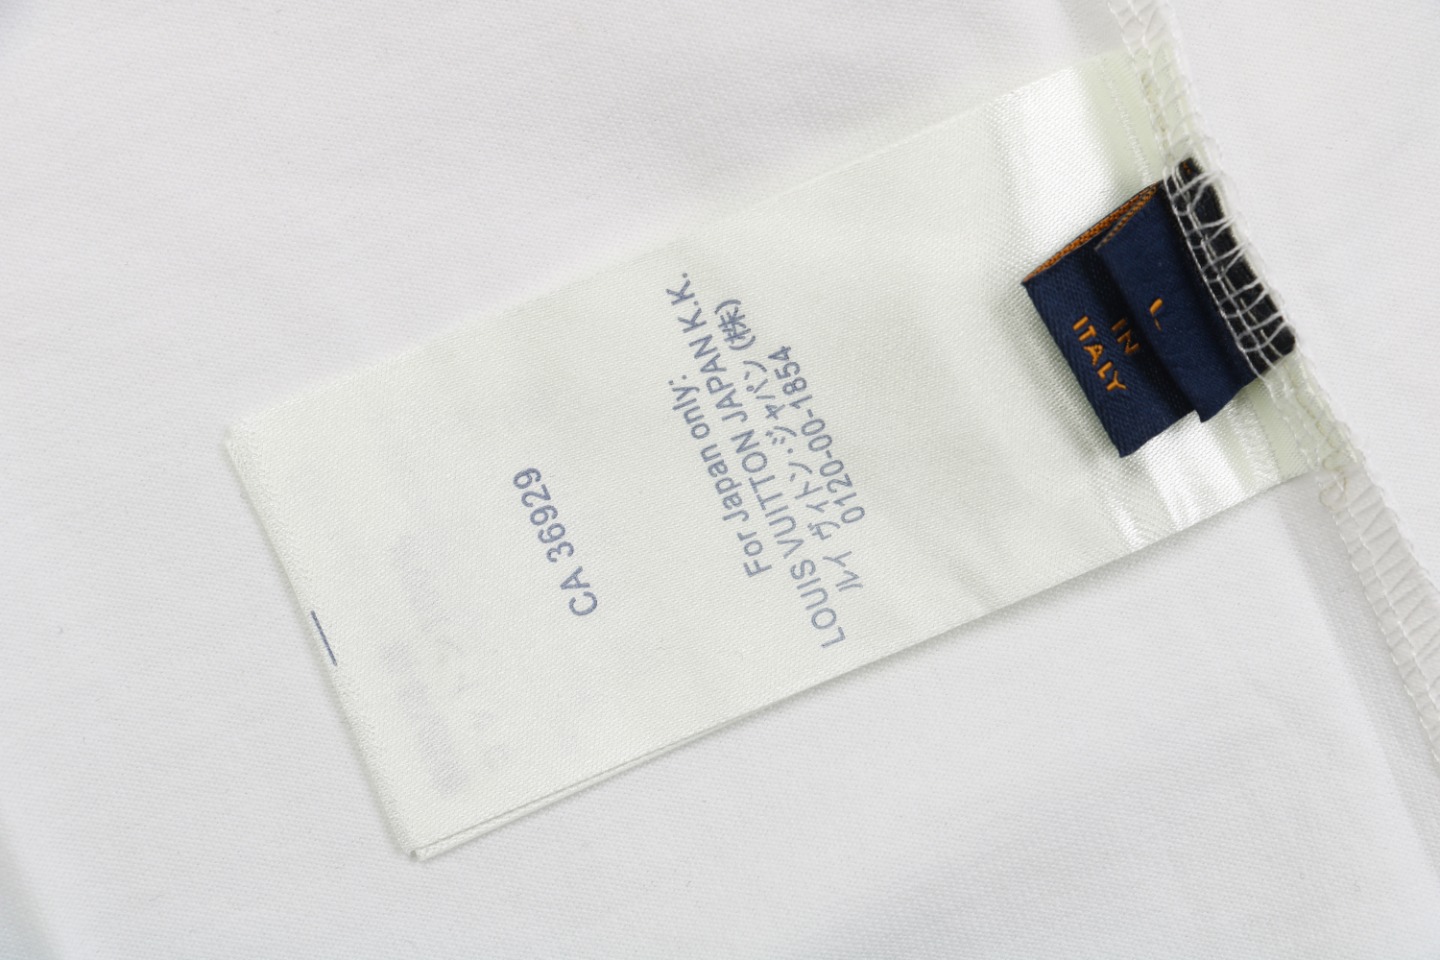 For Japan only:
LOUIS VUITTON JAPAN K.K.
ルイ ヴィトン・ジャパン (株)
0120-00-1854
CA 36929
L
IN
ITALY